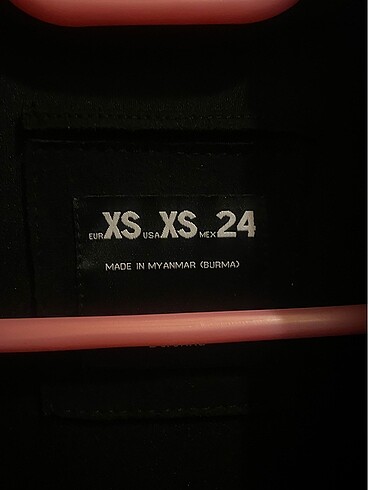 EUR XS USA XS MEX 24
MADE IN MYANMAR (BURMA)